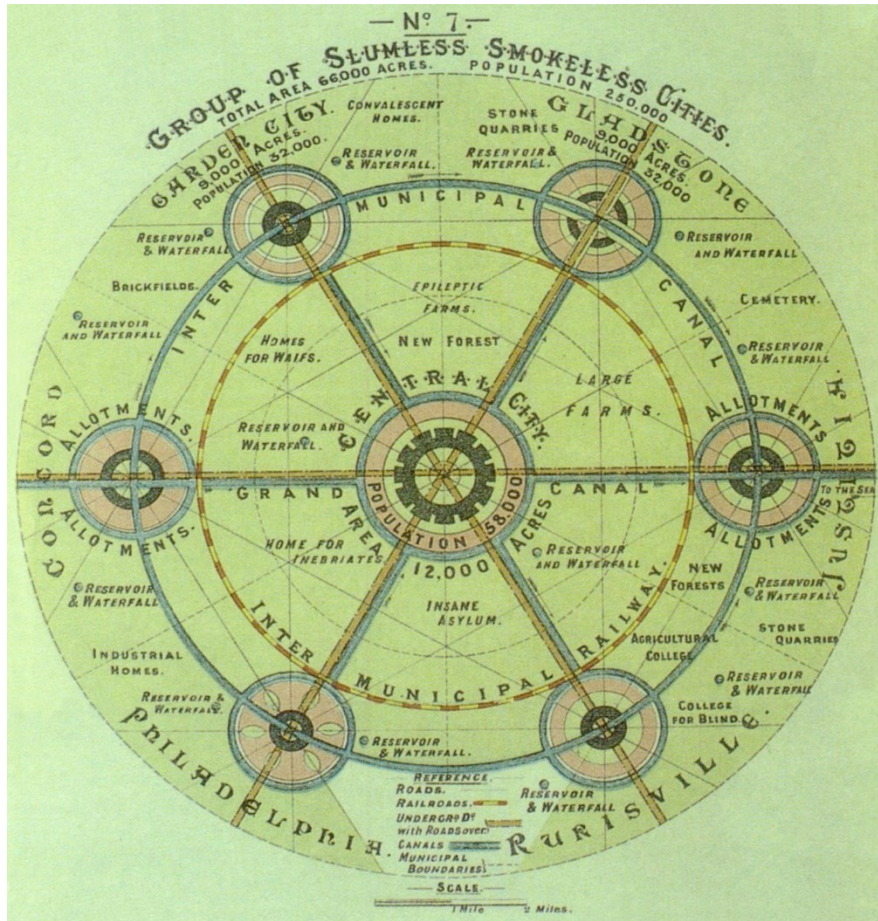 — No 7. —
GROUP OF SLUMLESS SMOKELESS CITIES.
TOTAL AREA 66,000 ACRES. POPULATION 250,000
GARDEN CITY.
9,000 ACRES.
POPULATION 32,000.
CONVALESCENT
HOMES.
STONE
QUARRIES
GLADSTONE
9,000 ACRES.
POPULATION
32,000
RESERVOIR
& WATERFALL.
RESERVOIR &
WATERFALL.
RESERVOIR
& WATERFALL
RESERVOIR
AND WATERFALL
INTER MUNICIPAL CANAL
BRICKFIELDS.
EPILEPTIC
FARMS.
CEMETERY.
RESERVOIR
AND WATERFALL
HOMES
FOR WAIFS.
NEW FOREST
RESERVOIR
& WATERFALL
LARGE
FARMS.
CONCORD
ALLOTMENTS.
CENTRAL CITY.
ALLOTMENTS
JUSTITIA
RESERVOIR AND
WATERFALL.
GRAND CANAL
TO THE SEA
POPULATION 58,000
AREA 12,000 ACRES
ALLOTMENTS.
ALLOTMENTS
HOME FOR
INEBRIATES.
RESERVOIR
AND WATERFALL
NEW
FORESTS
RESERVOIR
& WATERFALL
RESERVOIR
& WATERFALL
INSANE
ASYLUM.
STONE
QUARRIES
INTER MUNICIPAL RAILWAY.
AGRICULTURAL
COLLEGE
INDUSTRIAL
HOMES.
RESERVOIR
& WATERFALL
RESERVOIR &
WATERFALL
COLLEGE
FOR BLIND.
PHILADELPHIA.
RESERVOIR
& WATERFALL.
RURISVILLE.
RESERVOIR
& WATERFALL
REFERENCE.
ROADS.
RAILROADS.
UNDERGRD Do
with ROADS over
CANALS
MUNICIPAL
BOUNDARIES
— SCALE. —
1 Mile 2 Miles.